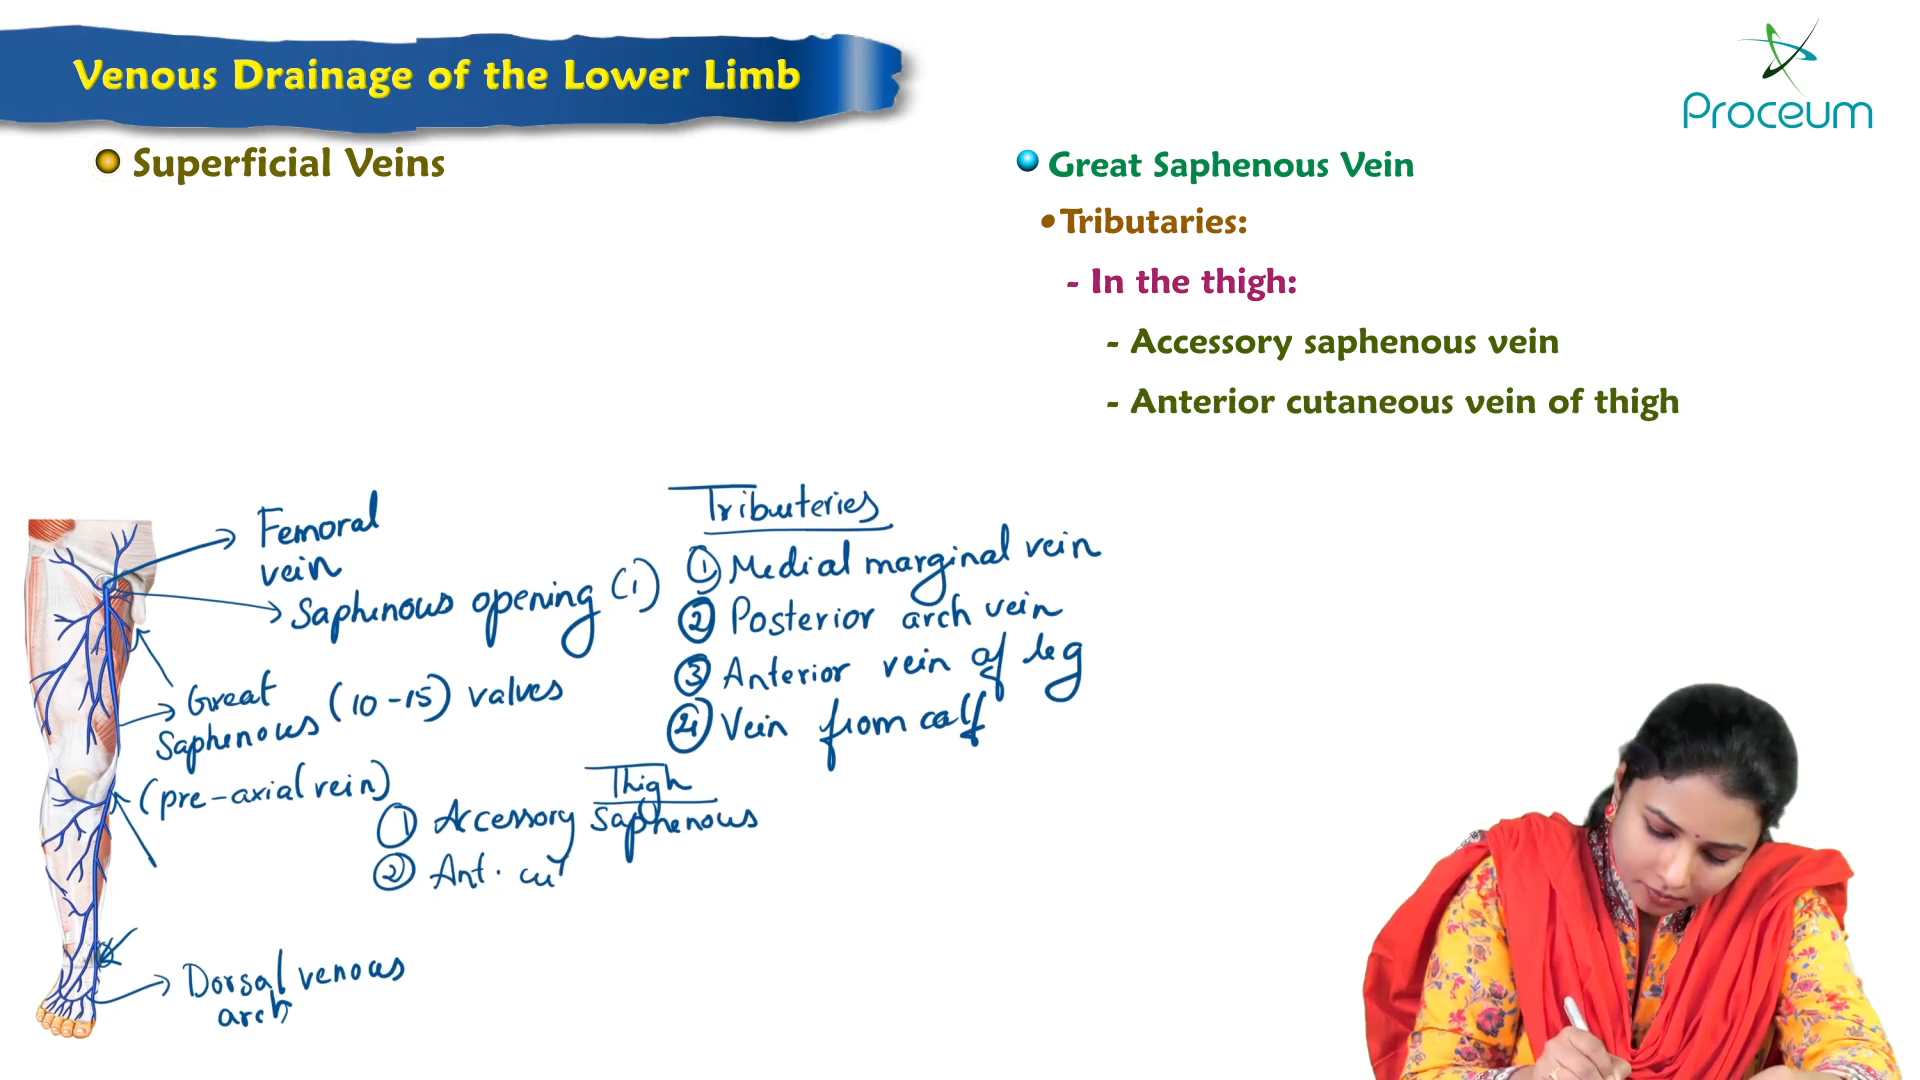 Venous Drainage of the Lower Limb
Proceum
Superficial Veins
Great Saphenous Vein
•Tributaries:
- In the thigh:
- Accessory saphenous vein
- Anterior cutaneous vein of thigh
Femoral
vein
Saphenous opening (1)
Great
Saphenous (10-15) valves
(pre-axial vein)
Tributeries
① Medial marginal vein
② Posterior arch vein
③ Anterior vein of leg
④ Vein from calf
Thigh
① Accessory Saphenous
② Ant. cut
Dorsal venous
arch